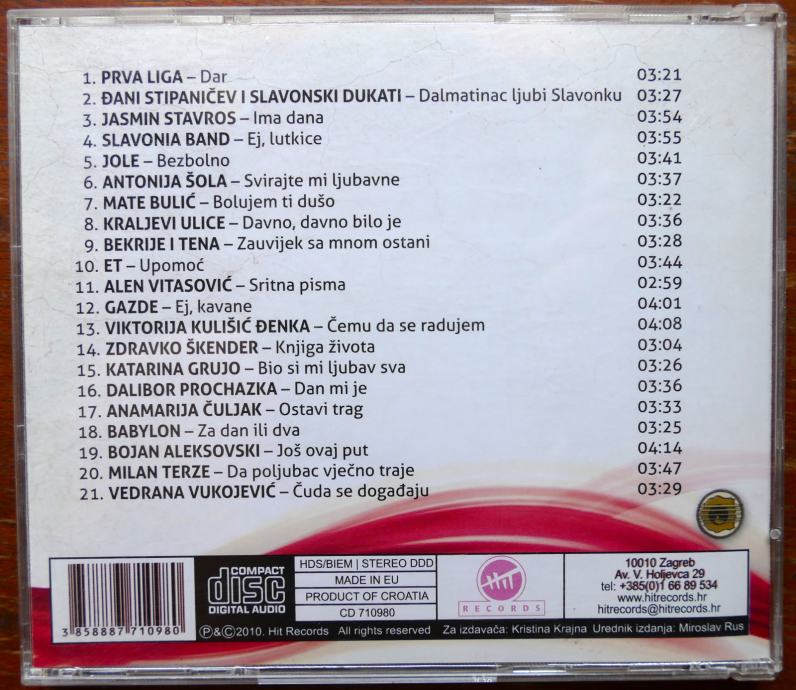 1. PRVA LIGA – Dar 03:21
2. ĐANI STIPANIČEV I SLAVONSKI DUKATI – Dalmatinac ljubi Slavonku 03:27
3. JASMIN STAVROS – Ima dana 03:54
4. SLAVONIA BAND – Ej, lutkice 03:55
5. JOLE – Bezbolno 03:41
6. ANTONIJA ŠOLA – Svirajte mi ljubavne 03:37
7. MATE BULIĆ – Bolujem ti dušo 03:22
8. KRALJEVI ULICE – Davno, davno bilo je 03:36
9. BEKRIJE I TENA – Zauvijek sa mnom ostani 03:28
10. ET – Upomoć 03:44
11. ALEN VITASOVIĆ – Sritna pisma 02:59
12. GAZDE – Ej, kavane 04:01
13. VIKTORIJA KULIŠIĆ ĐENKA – Čemu da se radujem 04:08
14. ZDRAVKO ŠKENDER – Knjiga života 03:04
15. KATARINA GRUJO – Bio si mi ljubav sva 03:26
16. DALIBOR PROCHAZKA – Dan mi je 03:36
17. ANAMARIJA ČULJAK – Ostavi trag 03:33
18. BABYLON – Za dan ili dva 03:25
19. BOJAN ALEKSOVSKI – Još ovaj put 04:14
20. MILAN TERZE – Da poljubac vječno traje 03:47
21. VEDRANA VUKOJEVIĆ – Čuda se događaju 03:29
3 858887 710980
COMPACT
disc
DIGITAL AUDIO
HDS/BIEM | STEREO DDD
MADE IN EU
PRODUCT OF CROATIA
CD 710980
HIT
RECORDS
10010 Zagreb
Av. V. Holjevca 29
tel: +385(0)1 66 89 534
www.hitrecords.hr
hitrecords@hitrecords.hr
℗&©2010. Hit Records All rights reserved Za izdavača: Kristina Krajna Urednik izdanja: Miroslav Rus